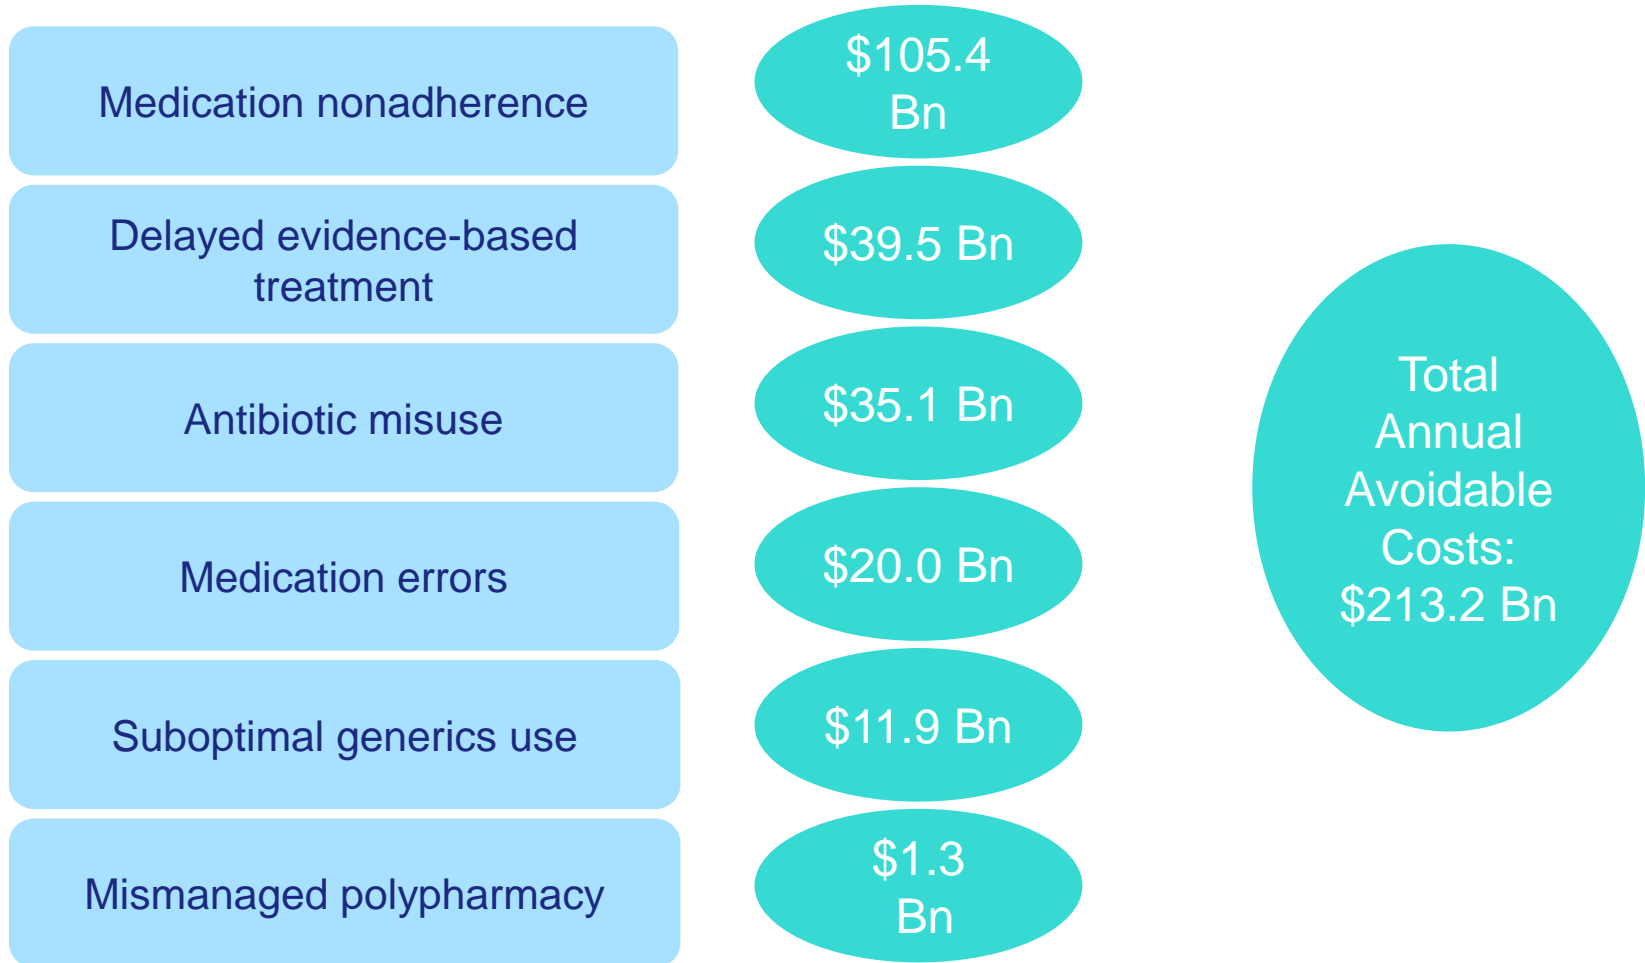 Medication nonadherence
$105.4
Bn
Delayed evidence-based
treatment
$39.5 Bn
Antibiotic misuse
$35.1 Bn
Medication errors
$20.0 Bn
Suboptimal generics use
$11.9 Bn
Mismanaged polypharmacy
$1.3
Bn
Total
Annual
Avoidable
Costs:
$213.2 Bn